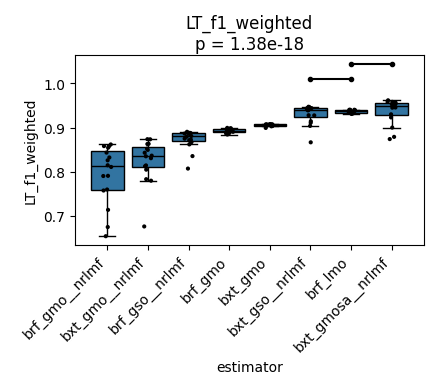 LT_f1_weighted
p = 1.38e-18
LT_f1_weighted
1.0
0.9
0.8
0.7
brf_gmo__nrlmf
bxt_gmo__nrlmf
brf_gso__nrlmf
brf_gmo
bxt_gmo
bxt_gso__nrlmf
brf_lmo
bxt_gmosa__nrlmf
estimator